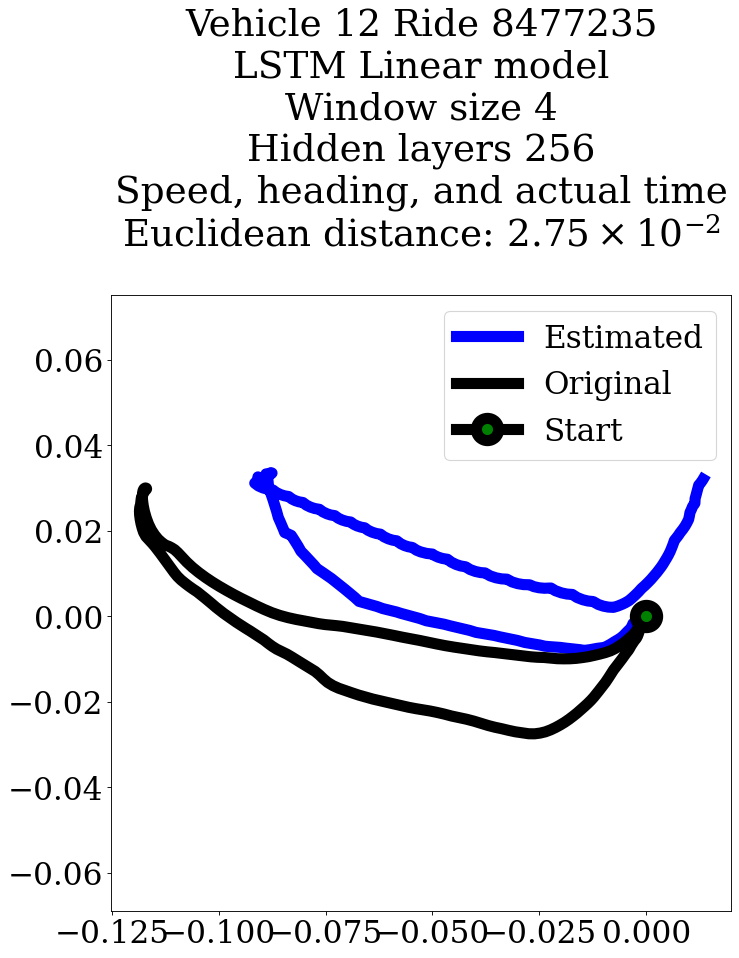 Vehicle 12 Ride 8477235
LSTM Linear model
Window size 4
Hidden layers 256
Speed, heading, and actual time
Euclidean distance: 2.75 × 10⁻²
Estimated
Original
Start
0.06
0.04
0.02
0.00
−0.02
−0.04
−0.06
−0.125 −0.100 −0.075 −0.050 −0.025 0.000